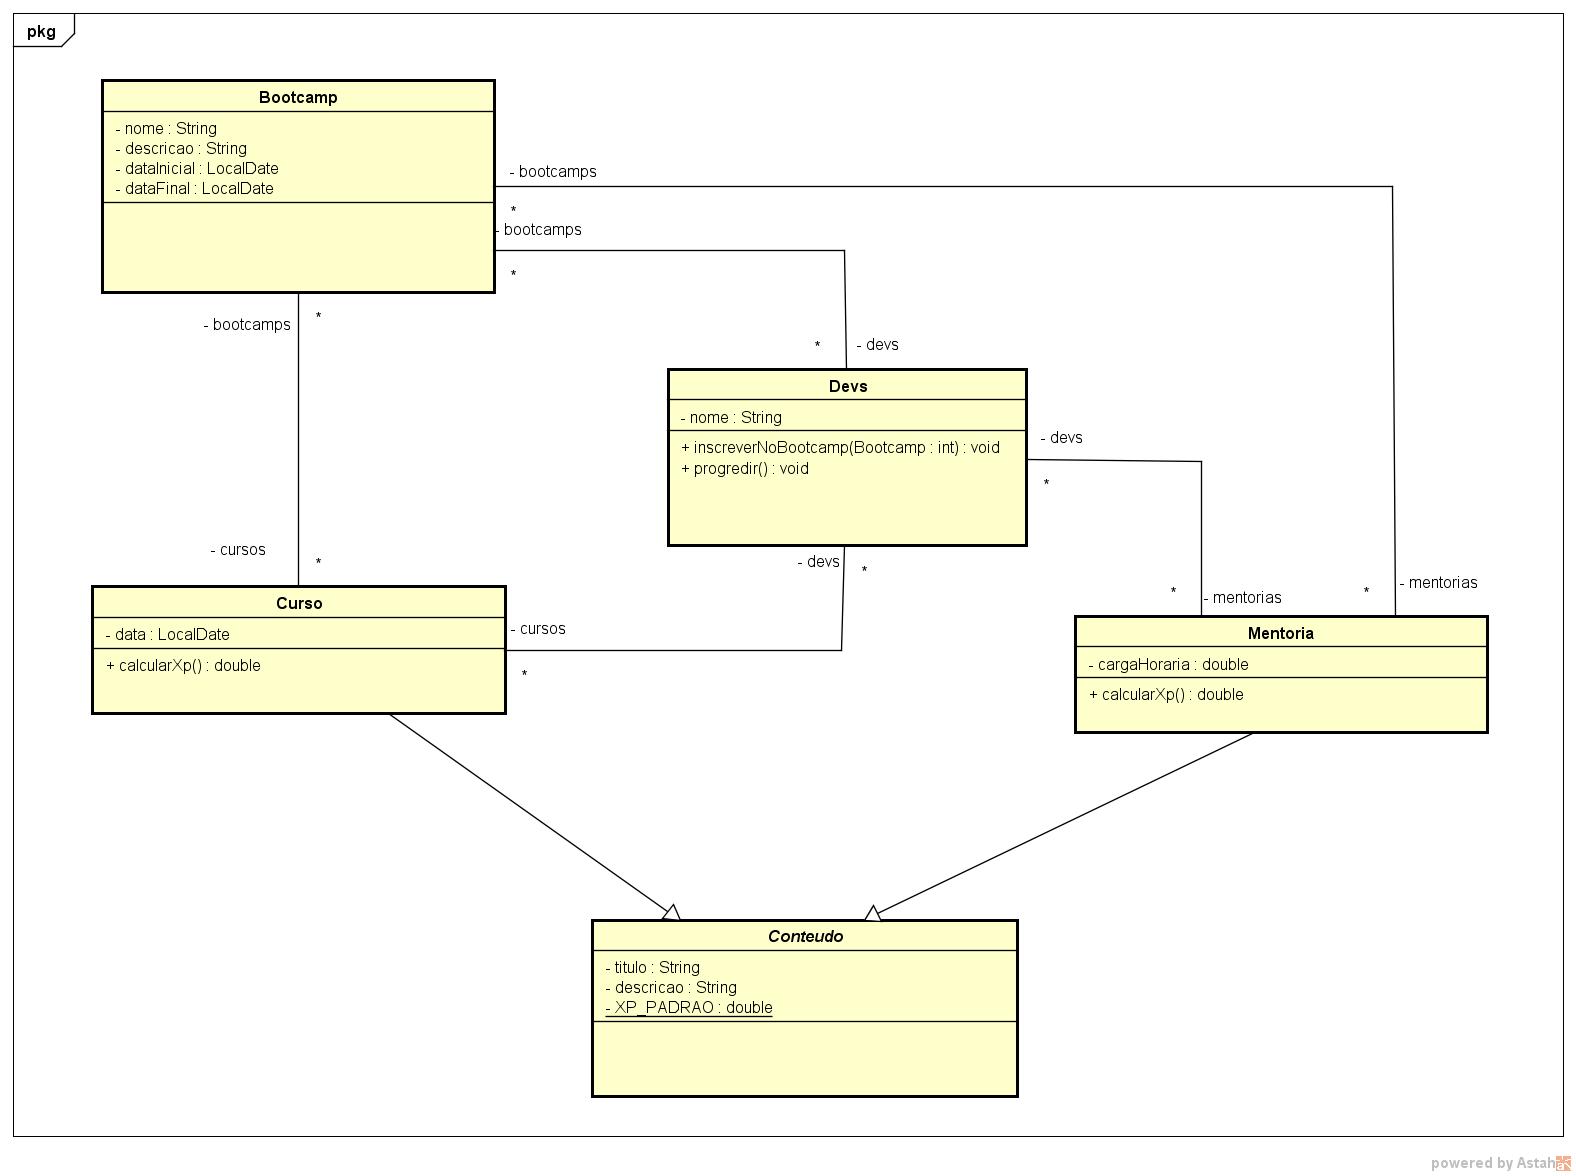 pkg
Bootcamp
- nome : String
- descricao : String
- dataInicial : LocalDate
- dataFinal : LocalDate
- bootcamps
*
- bootcamps
*
- bootcamps
*
* - devs
Devs
- nome : String
+ inscreverNoBootcamp(Bootcamp : int) : void
+ progredir() : void
- devs
*
- devs
*
- cursos
*
Curso
- data : LocalDate
+ calcularXp() : double
- cursos
*
* - mentorias
* - mentorias
Mentoria
- cargaHoraria : double
+ calcularXp() : double
Conteudo
- titulo : String
- descricao : String
- XP_PADRAO : double
powered by Astah